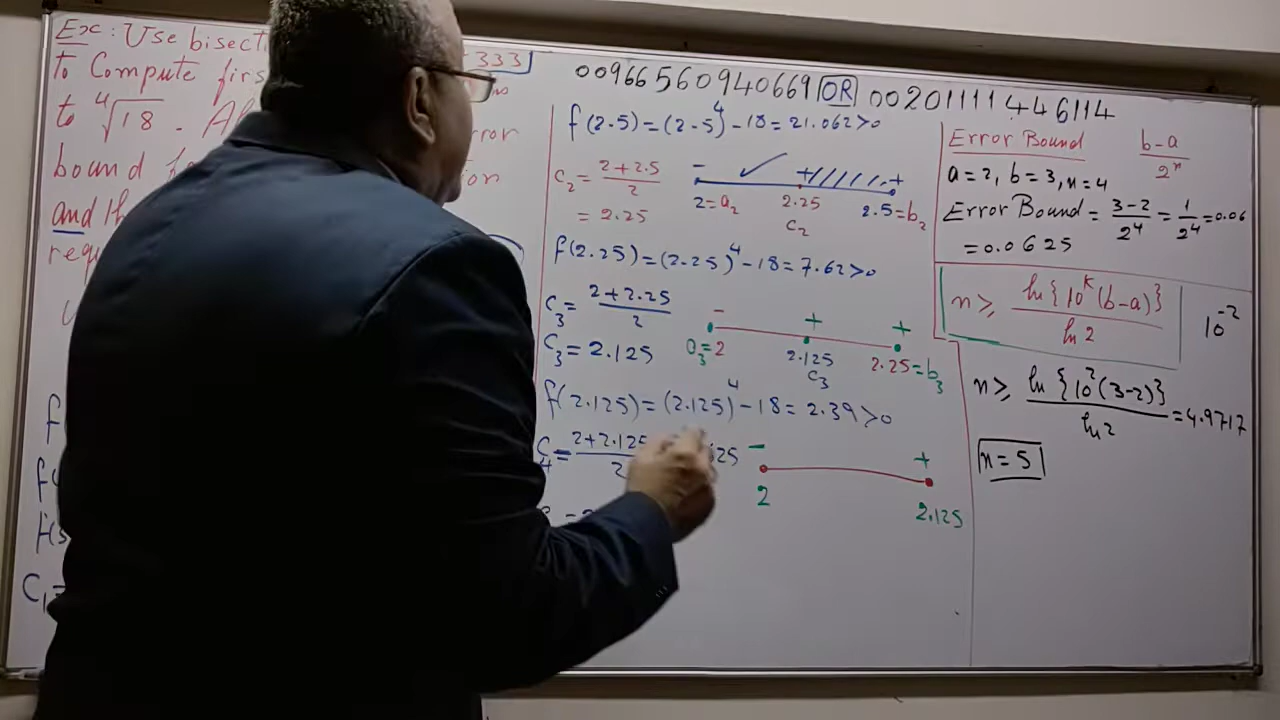 Ex: Use bisect
333
to Compute firs
to ⁴√18 . Al
error
bound
and th
f
C₁=
00966560940669 OR 00201111446114
f(2.5)=(2.5)⁴-18=21.062>0
C₂= (2+2.5)/2
= 2.25
- + +
2=a₂ 2.25 2.5=b₂
C₂
f(2.25)=(2.25)⁴-18=7.62>0
C₃= (2+2.25)/2
C₃= 2.125
- + +
a₃=2 2.125 2.25=b₃
C₃
f(2.125)=(2.125)⁴-18=2.39>0
C₄= (2+2.125)/2
- +
2 2.125
Error Bound (b-a)/2ⁿ
a=2, b=3, n=4
Error Bound= (3-2)/2⁴ = 1/2⁴ =0.06
=0.0625
n≥ ln{10ᵏ(b-a)}/ln 2
10⁻²
n≥ ln{10²(3-2)}/ln 2 =4.9717
n=5